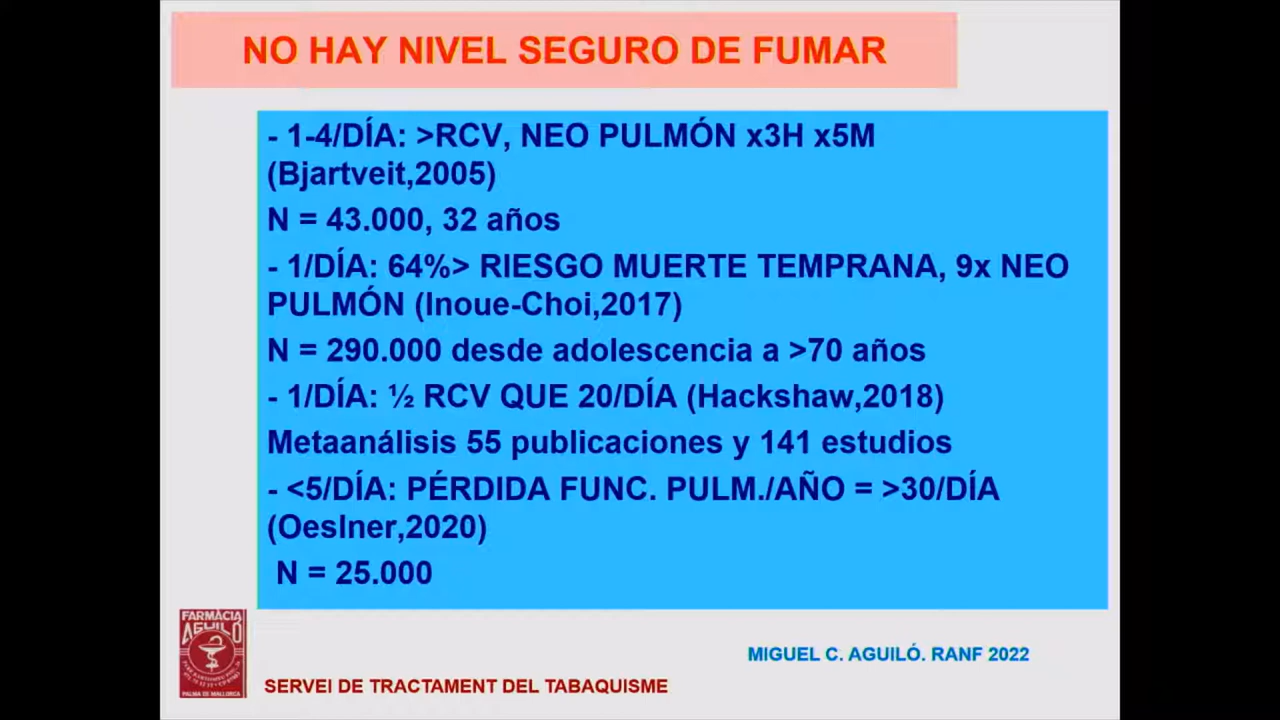 NO HAY NIVEL SEGURO DE FUMAR
- 1-4/DÍA: >RCV, NEO PULMÓN x3H x5M
(Bjartveit,2005)
N = 43.000, 32 años
- 1/DÍA: 64%> RIESGO MUERTE TEMPRANA, 9x NEO
PULMÓN (Inoue-Choi,2017)
N = 290.000 desde adolescencia a >70 años
- 1/DÍA: ½ RCV QUE 20/DÍA (Hackshaw,2018)
Metaanálisis 55 publicaciones y 141 estudios
- <5/DÍA: PÉRDIDA FUNC. PULM./AÑO = >30/DÍA
(Oeslner,2020)
N = 25.000
FARMÀCIA
AGUILÓ
PALMA DE MALLORCA
MIGUEL C. AGUILÓ. RANF 2022
SERVEI DE TRACTAMENT DEL TABAQUISME